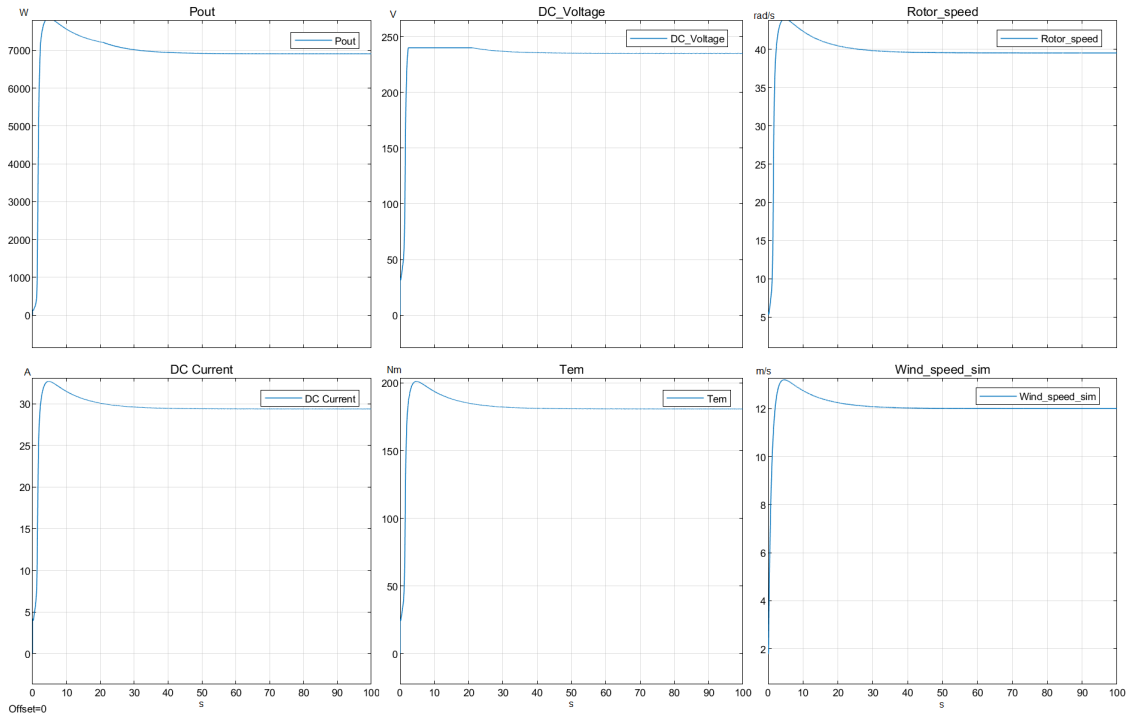 W
Pout
Pout
7000
6000
5000
4000
3000
2000
1000
0
V
DC_Voltage
DC_Voltage
250
200
150
100
50
0
rad/s
Rotor_speed
Rotor_speed
40
35
30
25
20
15
10
5
A
DC Current
DC Current
30
25
20
15
10
5
0
0 10 20 30 40 50 60 70 80 90 100
s
Offset=0
Nm
Tem
Tem
200
150
100
50
0
0 10 20 30 40 50 60 70 80 90 100
m/s
Wind_speed_sim
Wind_speed_sim
12
10
8
6
4
2
0 10 20 30 40 50 60 70 80 90 100
s